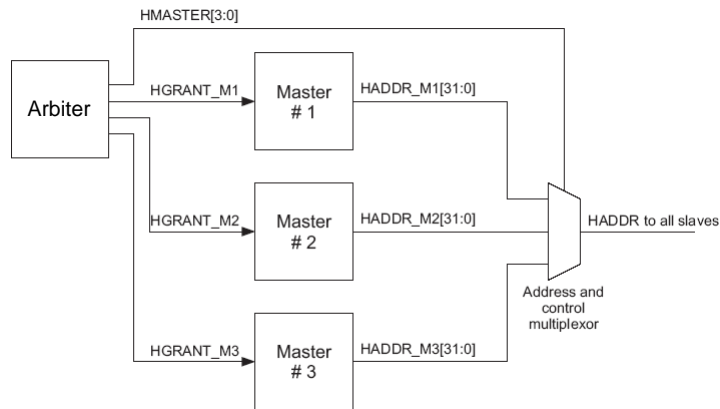 HMASTER[3:0]
Arbiter
HGRANT_M1
Master
# 1
HADDR_M1[31:0]
HGRANT_M2
Master
# 2
HADDR_M2[31:0]
HADDR to all slaves
Address and
control
multiplexor
HGRANT_M3
Master
# 3
HADDR_M3[31:0]